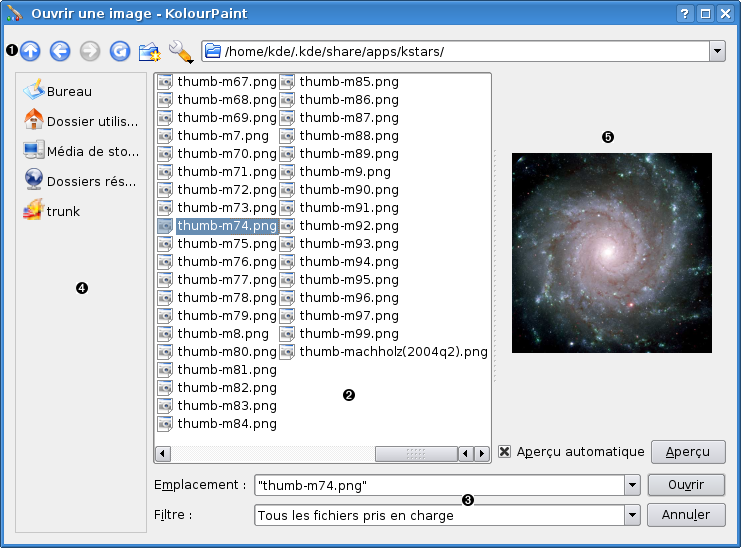 Ouvrir une image - KolourPaint
❶
/home/kde/.kde/share/apps/kstars/
Bureau
Dossier utilis...
Média de sto...
Dossiers rés...
trunk
❹
thumb-m67.png
thumb-m68.png
thumb-m69.png
thumb-m7.png
thumb-m70.png
thumb-m71.png
thumb-m72.png
thumb-m73.png
thumb-m74.png
thumb-m75.png
thumb-m76.png
thumb-m77.png
thumb-m78.png
thumb-m79.png
thumb-m8.png
thumb-m80.png
thumb-m81.png
thumb-m82.png
thumb-m83.png
thumb-m84.png
thumb-m85.png
thumb-m86.png
thumb-m87.png
thumb-m88.png
thumb-m89.png
thumb-m9.png
thumb-m90.png
thumb-m91.png
thumb-m92.png
thumb-m93.png
thumb-m94.png
thumb-m95.png
thumb-m96.png
thumb-m97.png
thumb-m99.png
thumb-machholz(2004q2).png
❷
❺
Aperçu automatique
Aperçu
Emplacement : "thumb-m74.png"
Ouvrir
❸
Filtre : Tous les fichiers pris en charge
Annuler